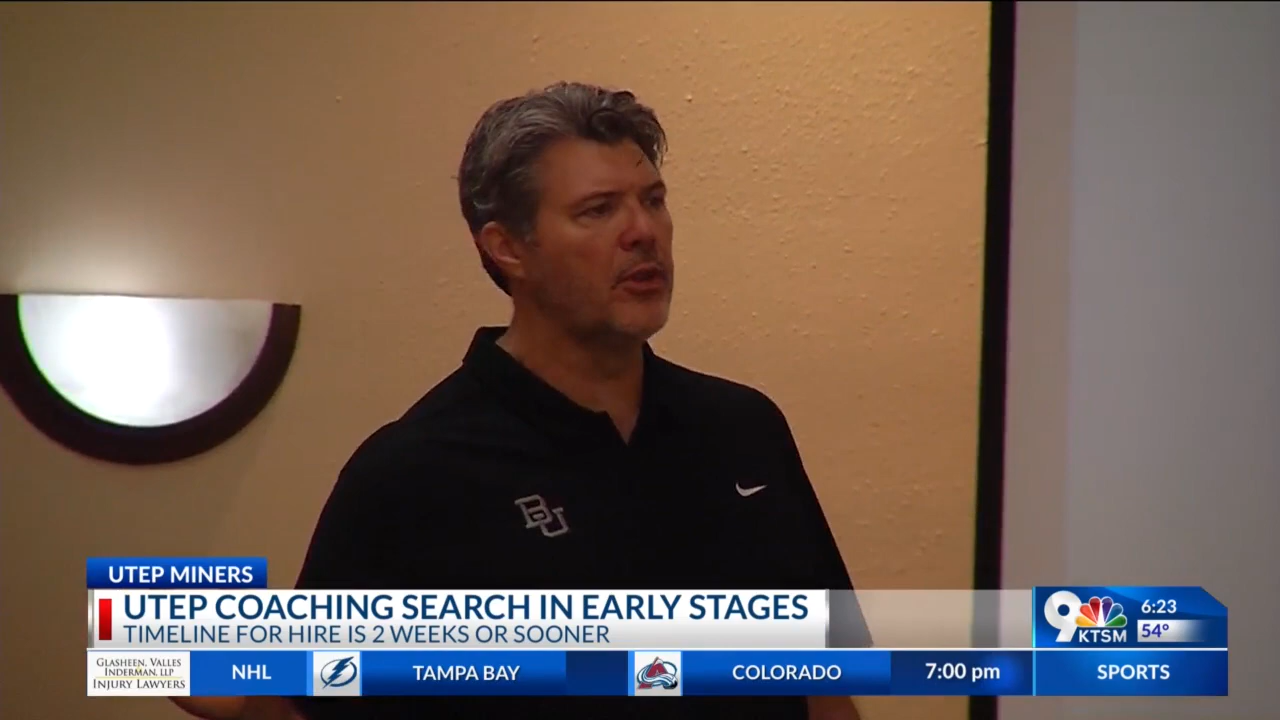 BU
UTEP MINERS
UTEP COACHING SEARCH IN EARLY STAGES
TIMELINE FOR HIRE IS 2 WEEKS OR SOONER
9
KTSM
6:23
54°
GLASHEEN, VALLES
INDERMAN, LLP
INJURY LAWYERS
NHL
TAMPA BAY
COLORADO
7:00 pm
SPORTS